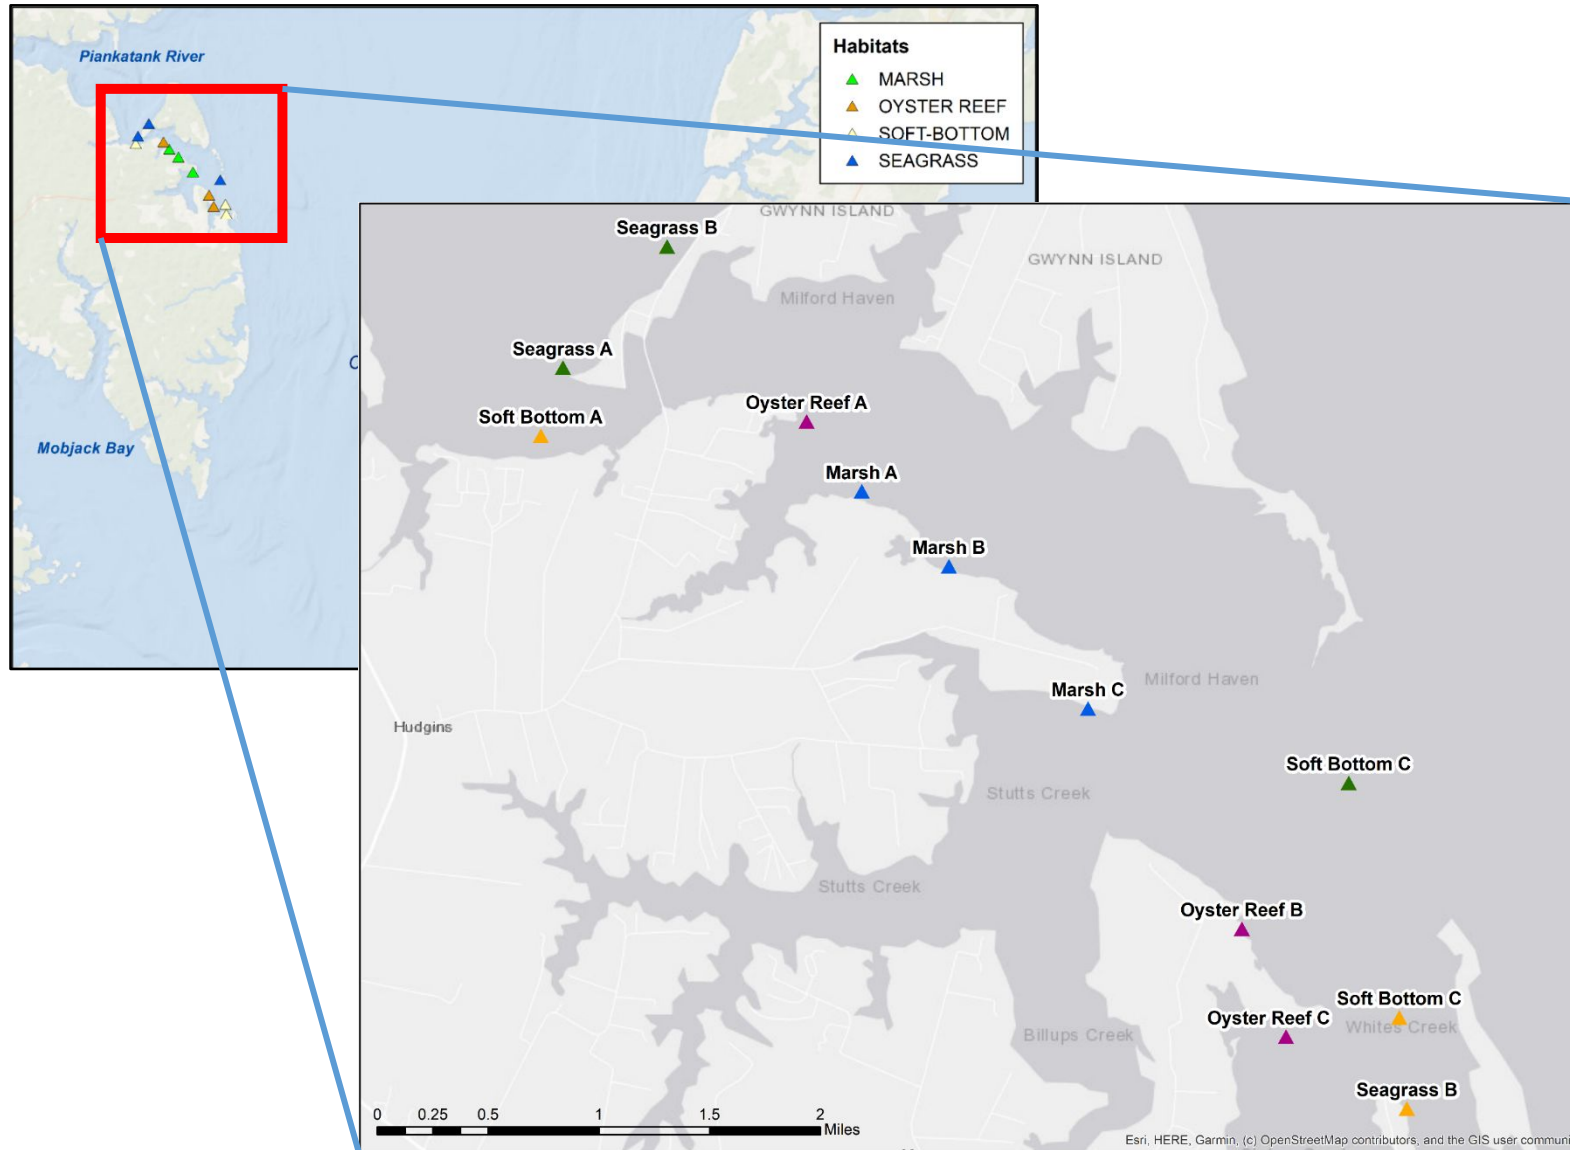 Piankatank River
Habitats
MARSH
OYSTER REEF
SOFT-BOTTOM
SEAGRASS
C
Mobjack Bay
GWYNN ISLAND
Seagrass B
GWYNN ISLAND
Milford Haven
Seagrass A
Oyster Reef A
Soft Bottom A
Marsh A
Marsh B
Milford Haven
Marsh C
Hudgins
Soft Bottom C
Stutts Creek
Stutts Creek
Oyster Reef B
Soft Bottom C
Oyster Reef C
Whites Creek
Billups Creek
Seagrass B
0 0.25 0.5 1 1.5 2
Miles
Esri, HERE, Garmin, (c) OpenStreetMap contributors, and the GIS user communi